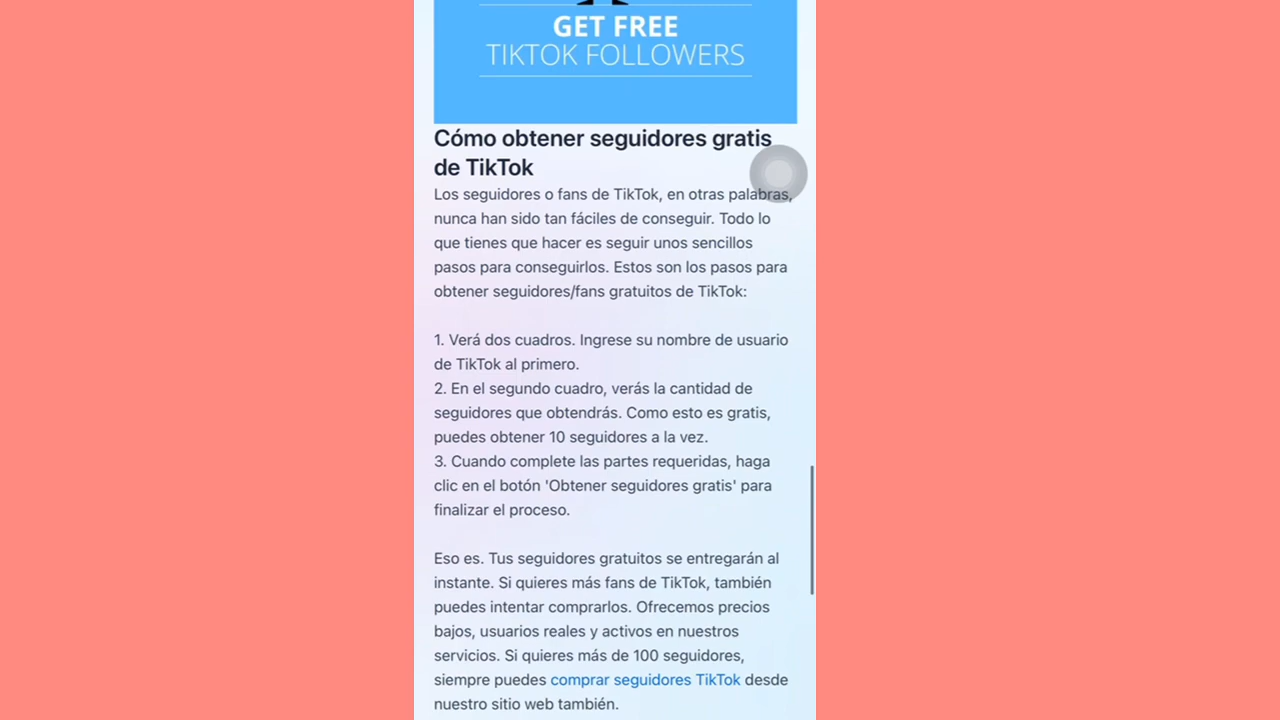 GET FREE
TIKTOK FOLLOWERS
Cómo obtener seguidores gratis
de TikTok
Los seguidores o fans de TikTok, en otras palabras,
nunca han sido tan fáciles de conseguir. Todo lo
que tienes que hacer es seguir unos sencillos
pasos para conseguirlos. Estos son los pasos para
obtener seguidores/fans gratuitos de TikTok:
1. Verá dos cuadros. Ingrese su nombre de usuario
de TikTok al primero.
2. En el segundo cuadro, verás la cantidad de
seguidores que obtendrás. Como esto es gratis,
puedes obtener 10 seguidores a la vez.
3. Cuando complete las partes requeridas, haga
clic en el botón 'Obtener seguidores gratis' para
finalizar el proceso.
Eso es. Tus seguidores gratuitos se entregarán al
instante. Si quieres más fans de TikTok, también
puedes intentar comprarlos. Ofrecemos precios
bajos, usuarios reales y activos en nuestros
servicios. Si quieres más de 100 seguidores,
siempre puedes comprar seguidores TikTok desde
nuestro sitio web también.